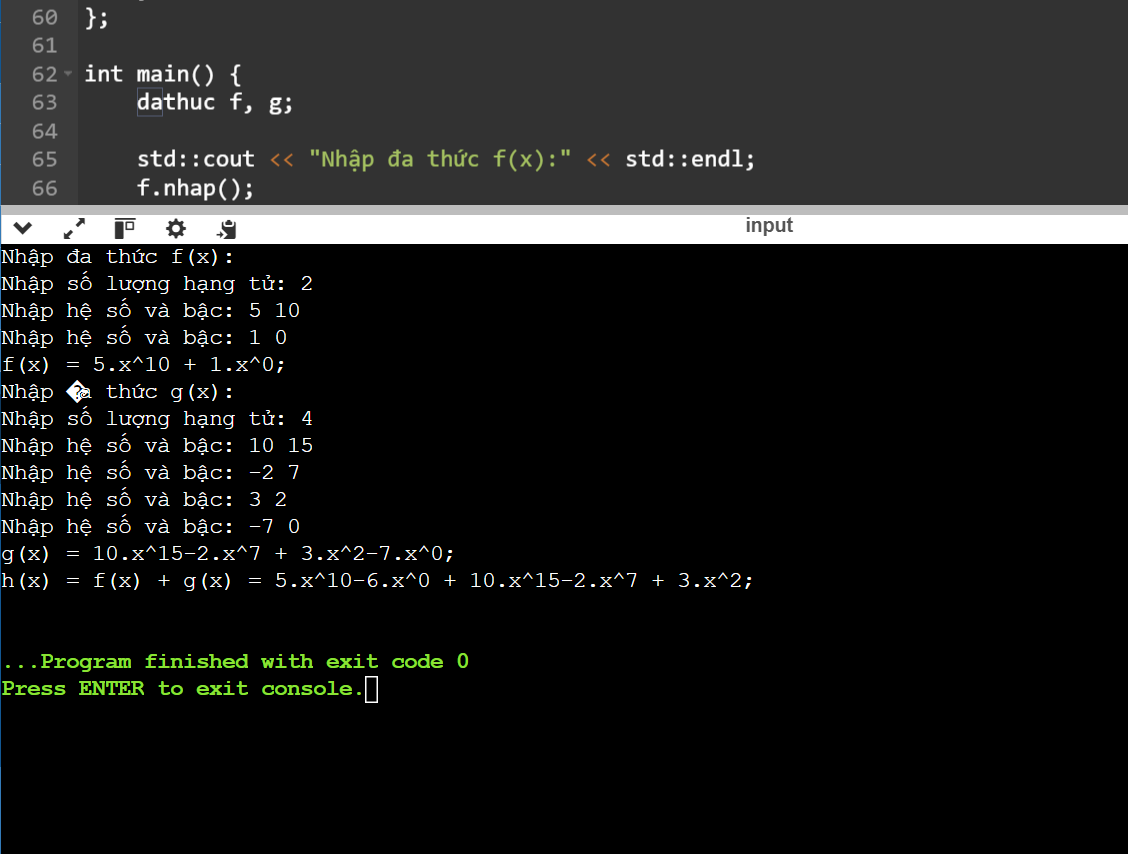 60 };
61
62 int main() {
63 dathuc f, g;
64
65 std::cout << "Nhập đa thức f(x):" << std::endl;
66 f.nhap();
input
Nhập đa thức f(x):
Nhập số lượng hạng tử: 2
Nhập hệ số và bậc: 5 10
Nhập hệ số và bậc: 1 0
f(x) = 5.x^10 + 1.x^0;
Nhập �a thức g(x):
Nhập số lượng hạng tử: 4
Nhập hệ số và bậc: 10 15
Nhập hệ số và bậc: -2 7
Nhập hệ số và bậc: 3 2
Nhập hệ số và bậc: -7 0
g(x) = 10.x^15-2.x^7 + 3.x^2-7.x^0;
h(x) = f(x) + g(x) = 5.x^10-6.x^0 + 10.x^15-2.x^7 + 3.x^2;
...Program finished with exit code 0
Press ENTER to exit console.